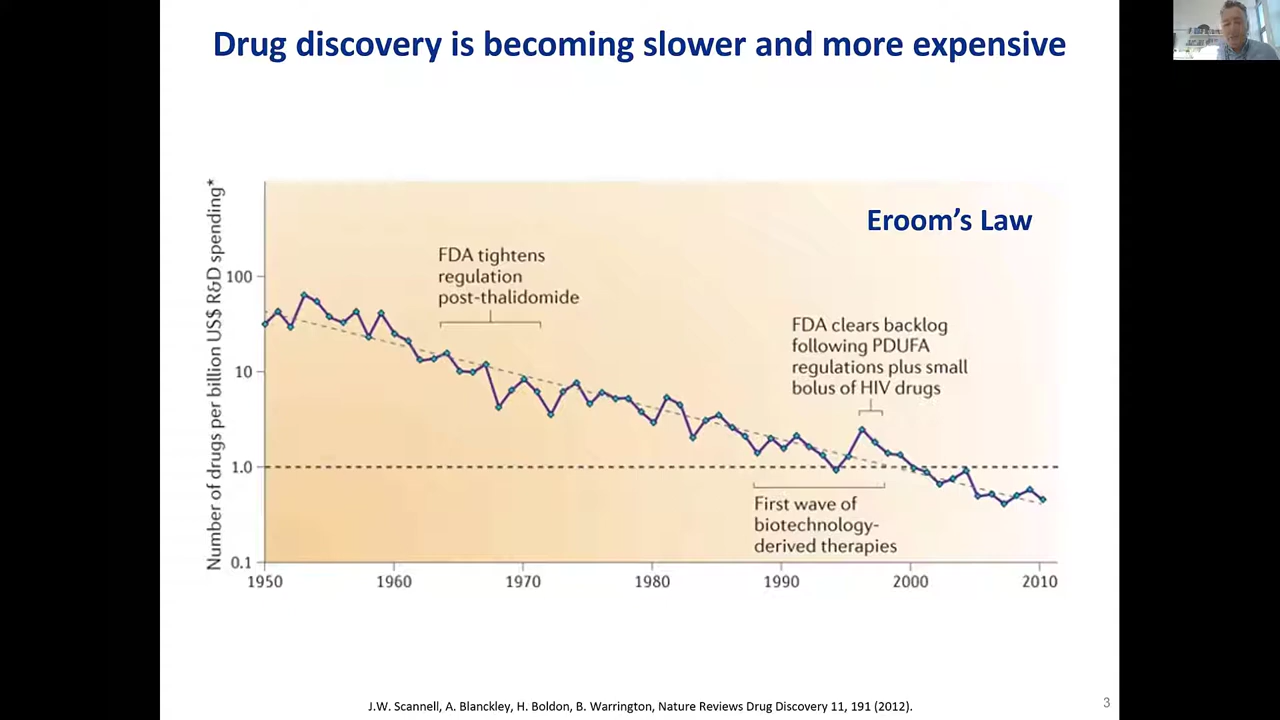 Drug discovery is becoming slower and more expensive
Eroom's Law
Number of drugs per billion US$ R&D spending*
100
10
1.0
0.1
FDA tightens
regulation
post-thalidomide
FDA clears backlog
following PDUFA
regulations plus small
bolus of HIV drugs
First wave of
biotechnology-
derived therapies
1950 1960 1970 1980 1990 2000 2010
J.W. Scannell, A. Blanckley, H. Boldon, B. Warrington, Nature Reviews Drug Discovery 11, 191 (2012).
3